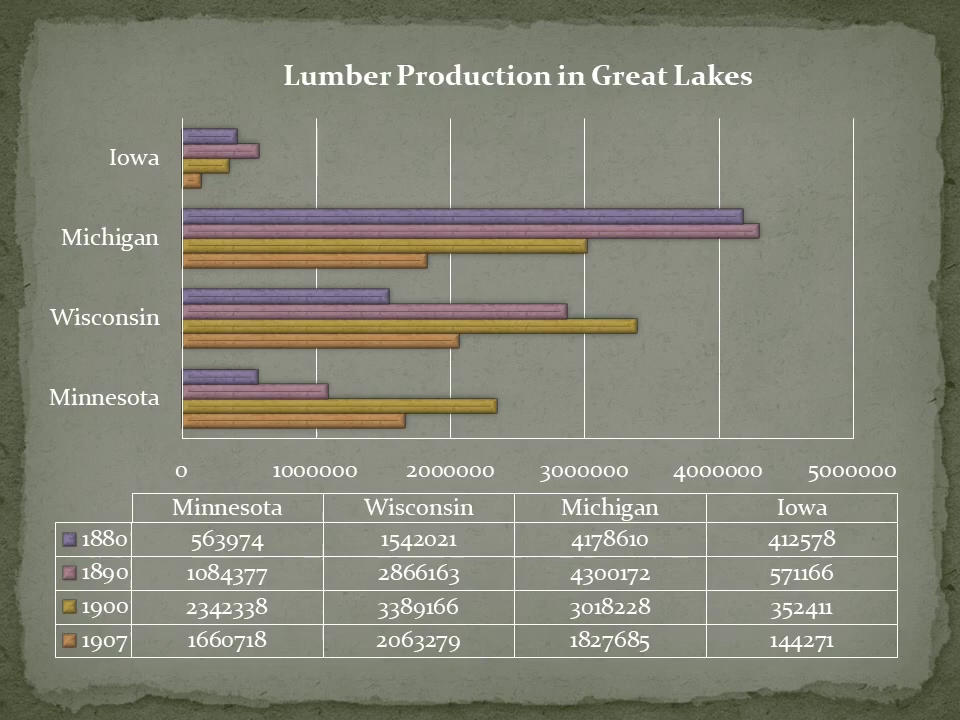 Lumber Production in Great Lakes
Iowa
Michigan
Wisconsin
Minnesota
0 1000000 2000000 3000000 4000000 5000000
Minnesota Wisconsin Michigan Iowa
1880 563974 1542021 4178610 412578
1890 1084377 2866163 4300172 571166
1900 2342338 3389166 3018228 352411
1907 1660718 2063279 1827685 144271